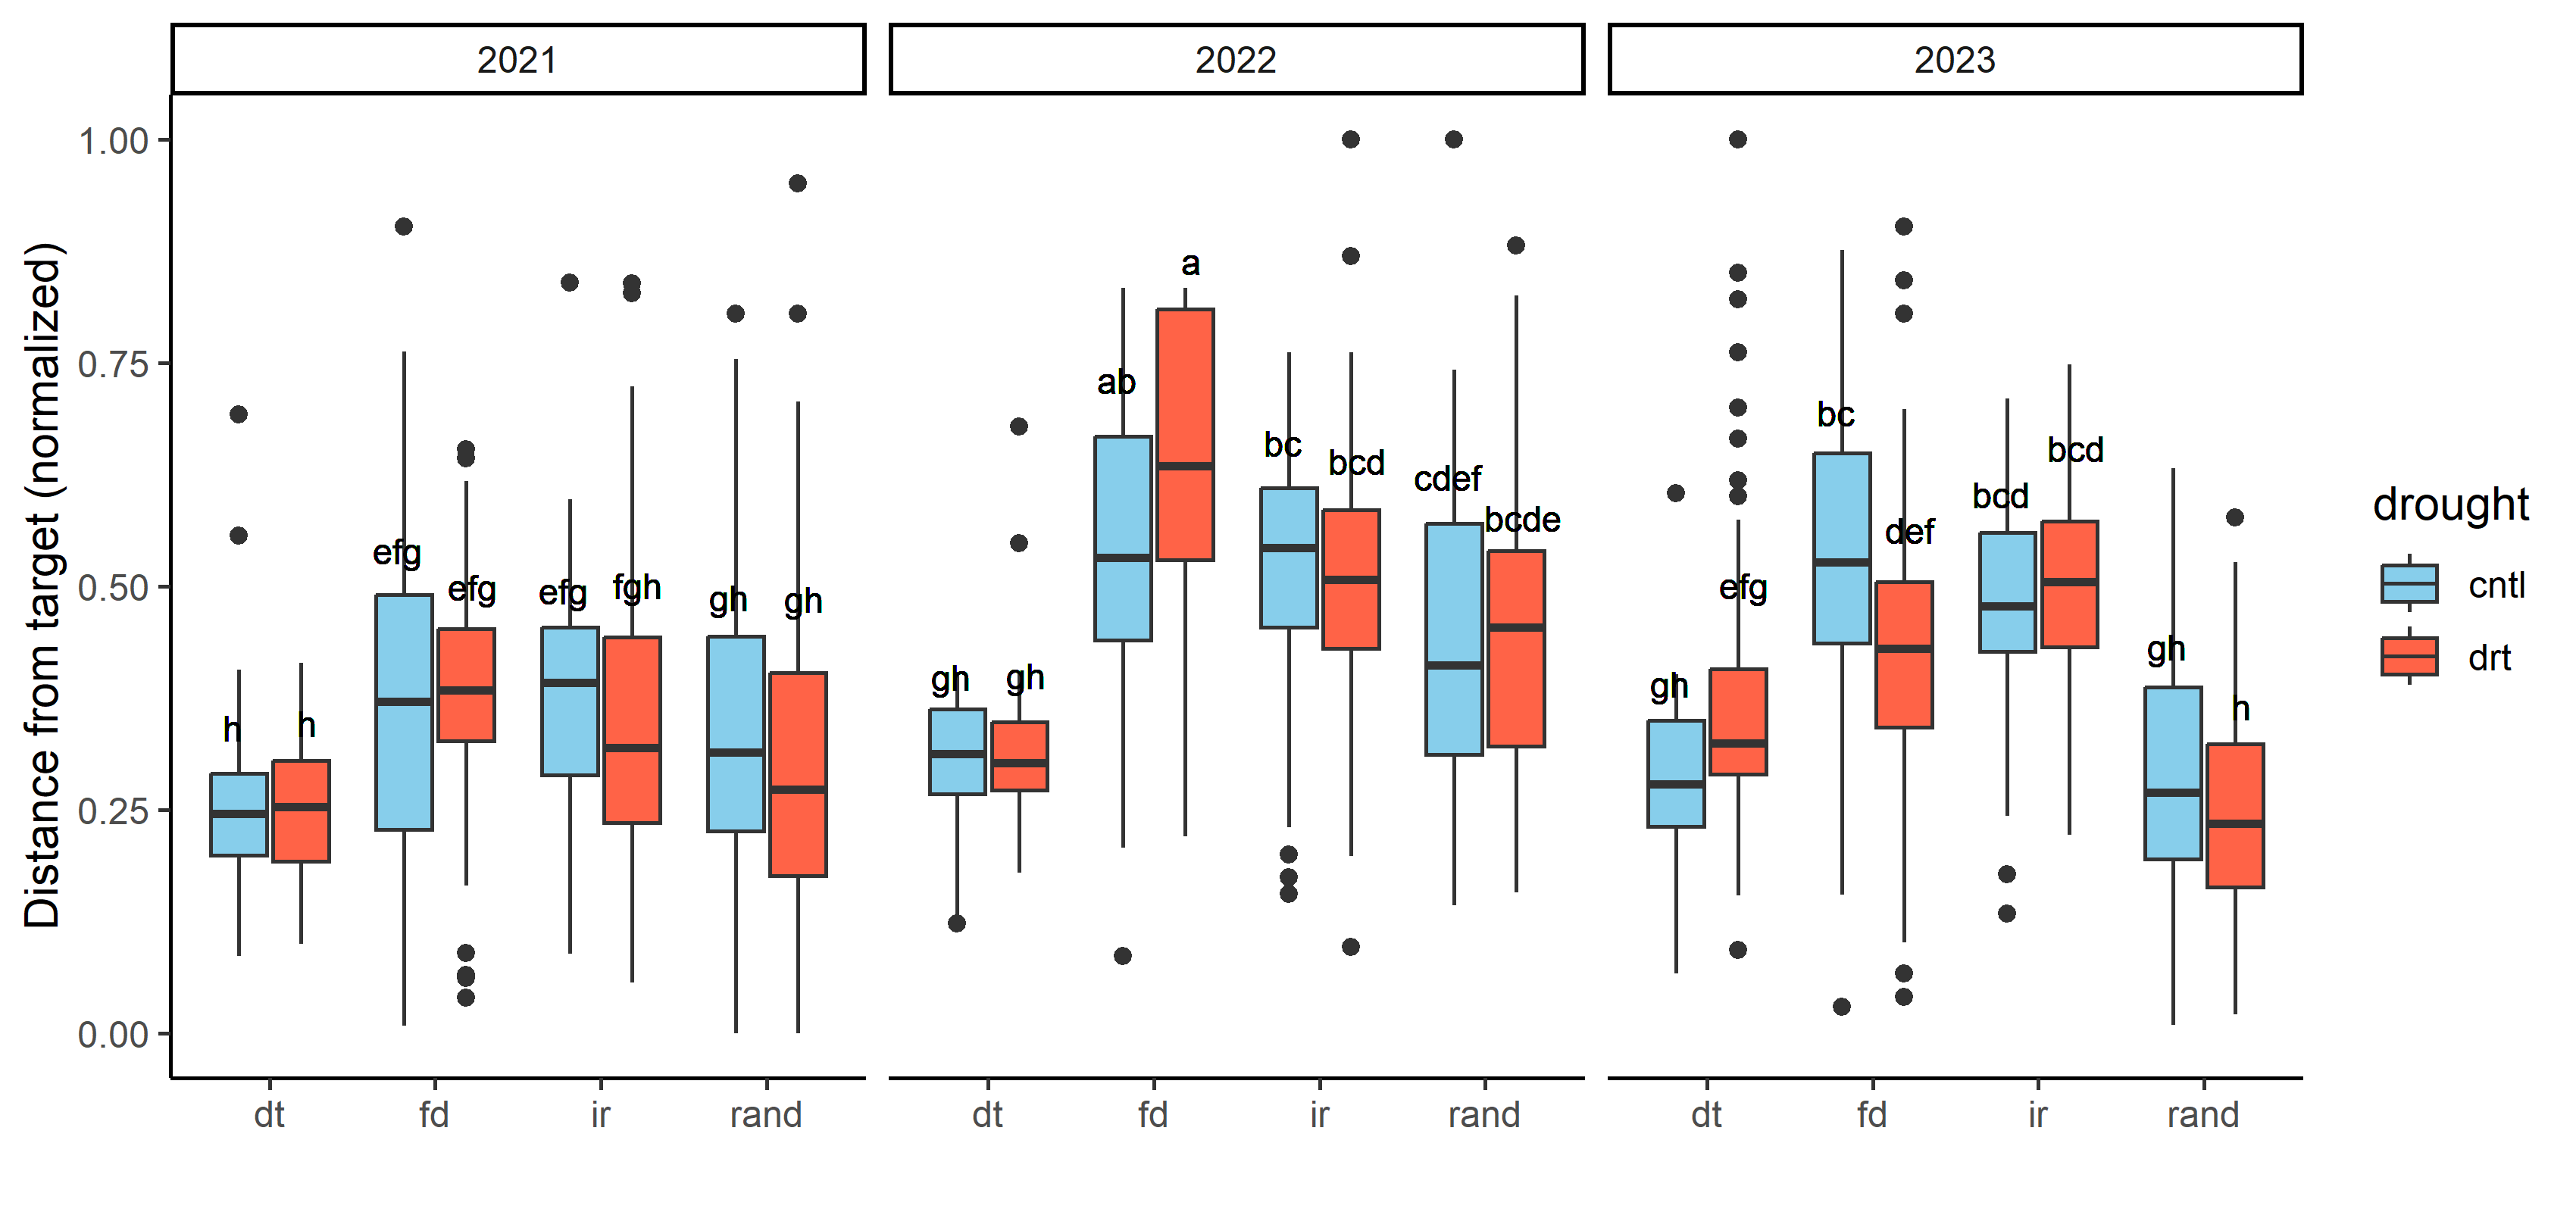 2021 2022 2023
Distance from target (normalized)
1.00
0.75
0.50
0.25
0.00
h h efg efg efg fgh gh gh
gh gh ab a bc bcd cdef bcde
gh efg bc def bcd bcd gh h
dt fd ir rand dt fd ir rand dt fd ir rand
drought
cntl
drt